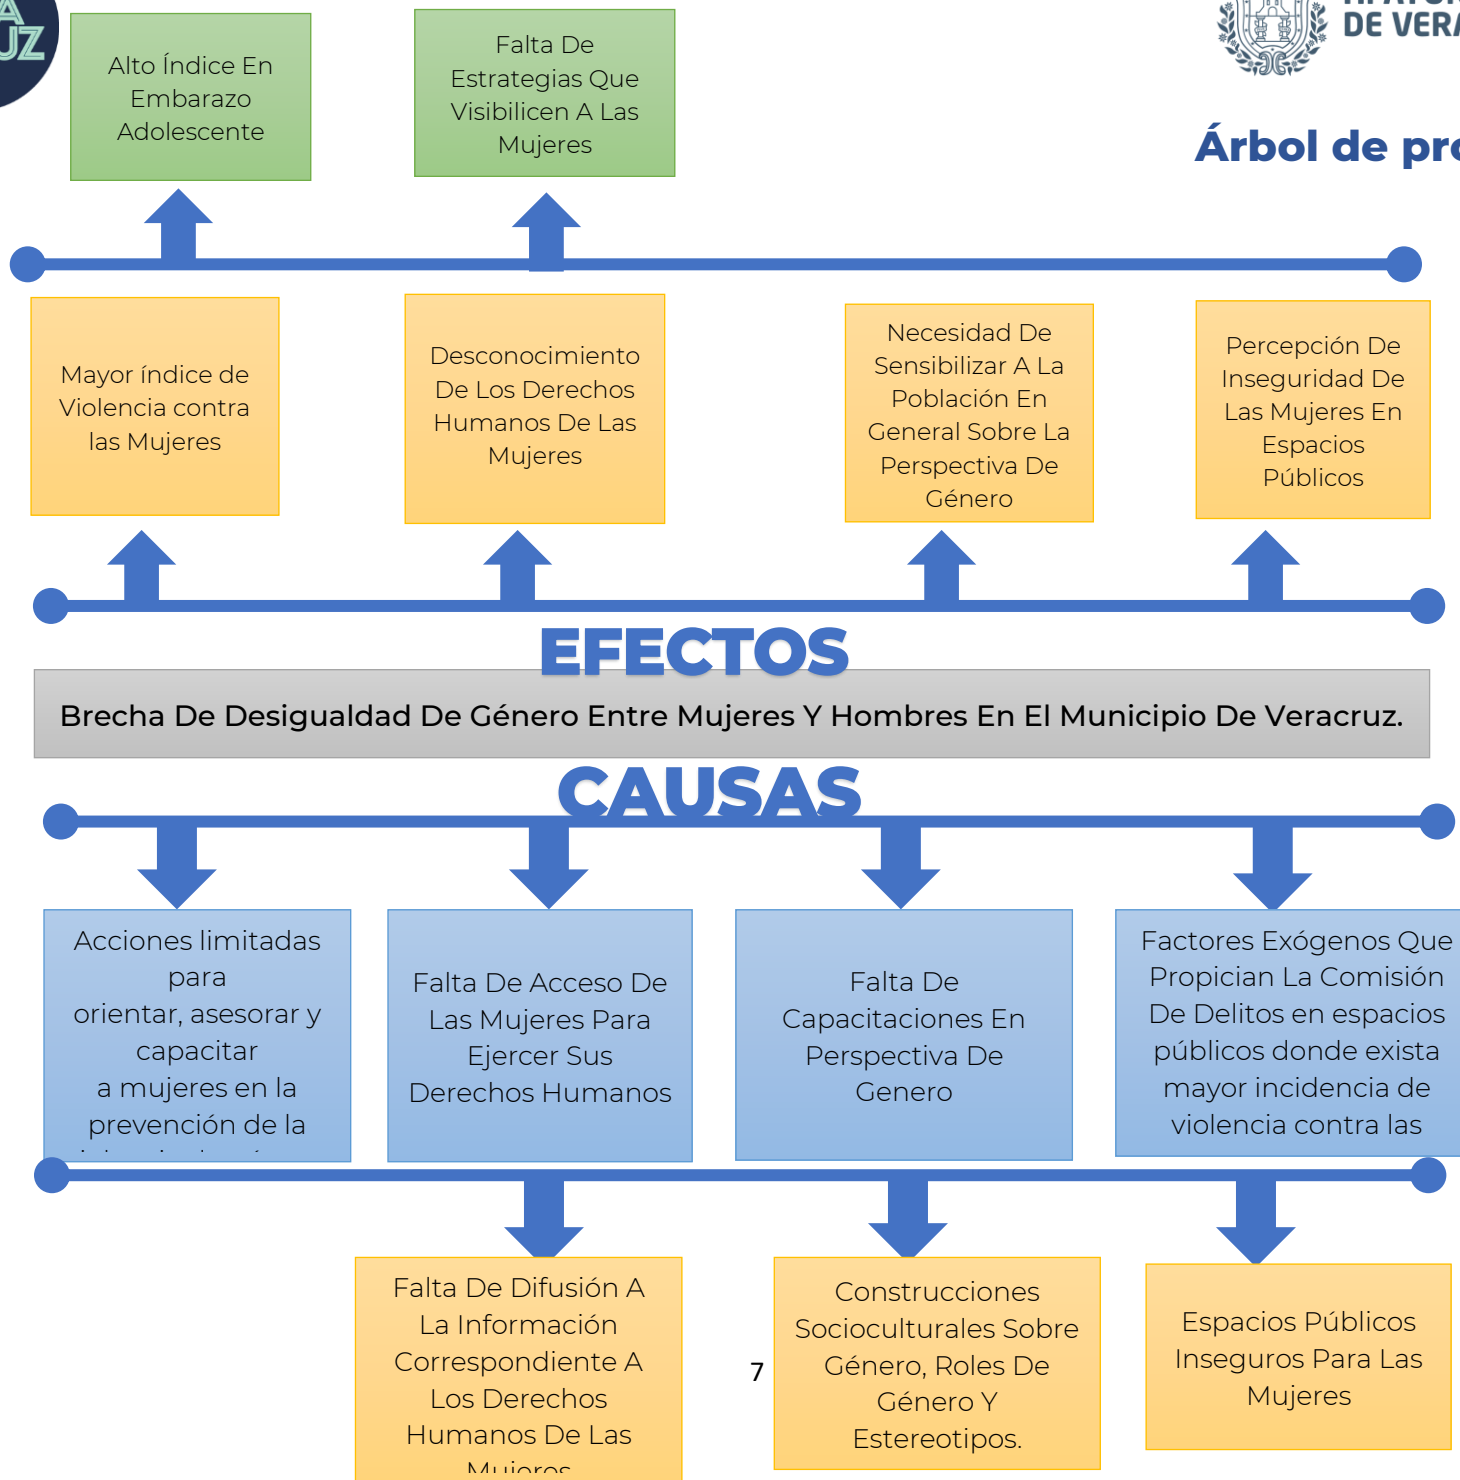 DE VERA
Árbol de pro
Alto Índice En
Embarazo
Adolescente
Falta De
Estrategias Que
Visibilicen A Las
Mujeres
Mayor índice de
Violencia contra
las Mujeres
Desconocimiento
De Los Derechos
Humanos De Las
Mujeres
Necesidad De
Sensibilizar A La
Población En
General Sobre La
Perspectiva De
Género
Percepción De
Inseguridad De
Las Mujeres En
Espacios
Públicos
EFECTOS
Brecha De Desigualdad De Género Entre Mujeres Y Hombres En El Municipio De Veracruz.
CAUSAS
Acciones limitadas
para
orientar, asesorar y
capacitar
a mujeres en la
prevención de la
Falta De Acceso De
Las Mujeres Para
Ejercer Sus
Derechos Humanos
Falta De
Capacitaciones En
Perspectiva De
Genero
Factores Exógenos Que
Propician La Comisión
De Delitos en espacios
públicos donde exista
mayor incidencia de
violencia contra las
Falta De Difusión A
La Información
Correspondiente A
Los Derechos
Humanos De Las
Mujeres
Construcciones
Socioculturales Sobre
Género, Roles De
Género Y
Estereotipos.
Espacios Públicos
Inseguros Para Las
Mujeres
7